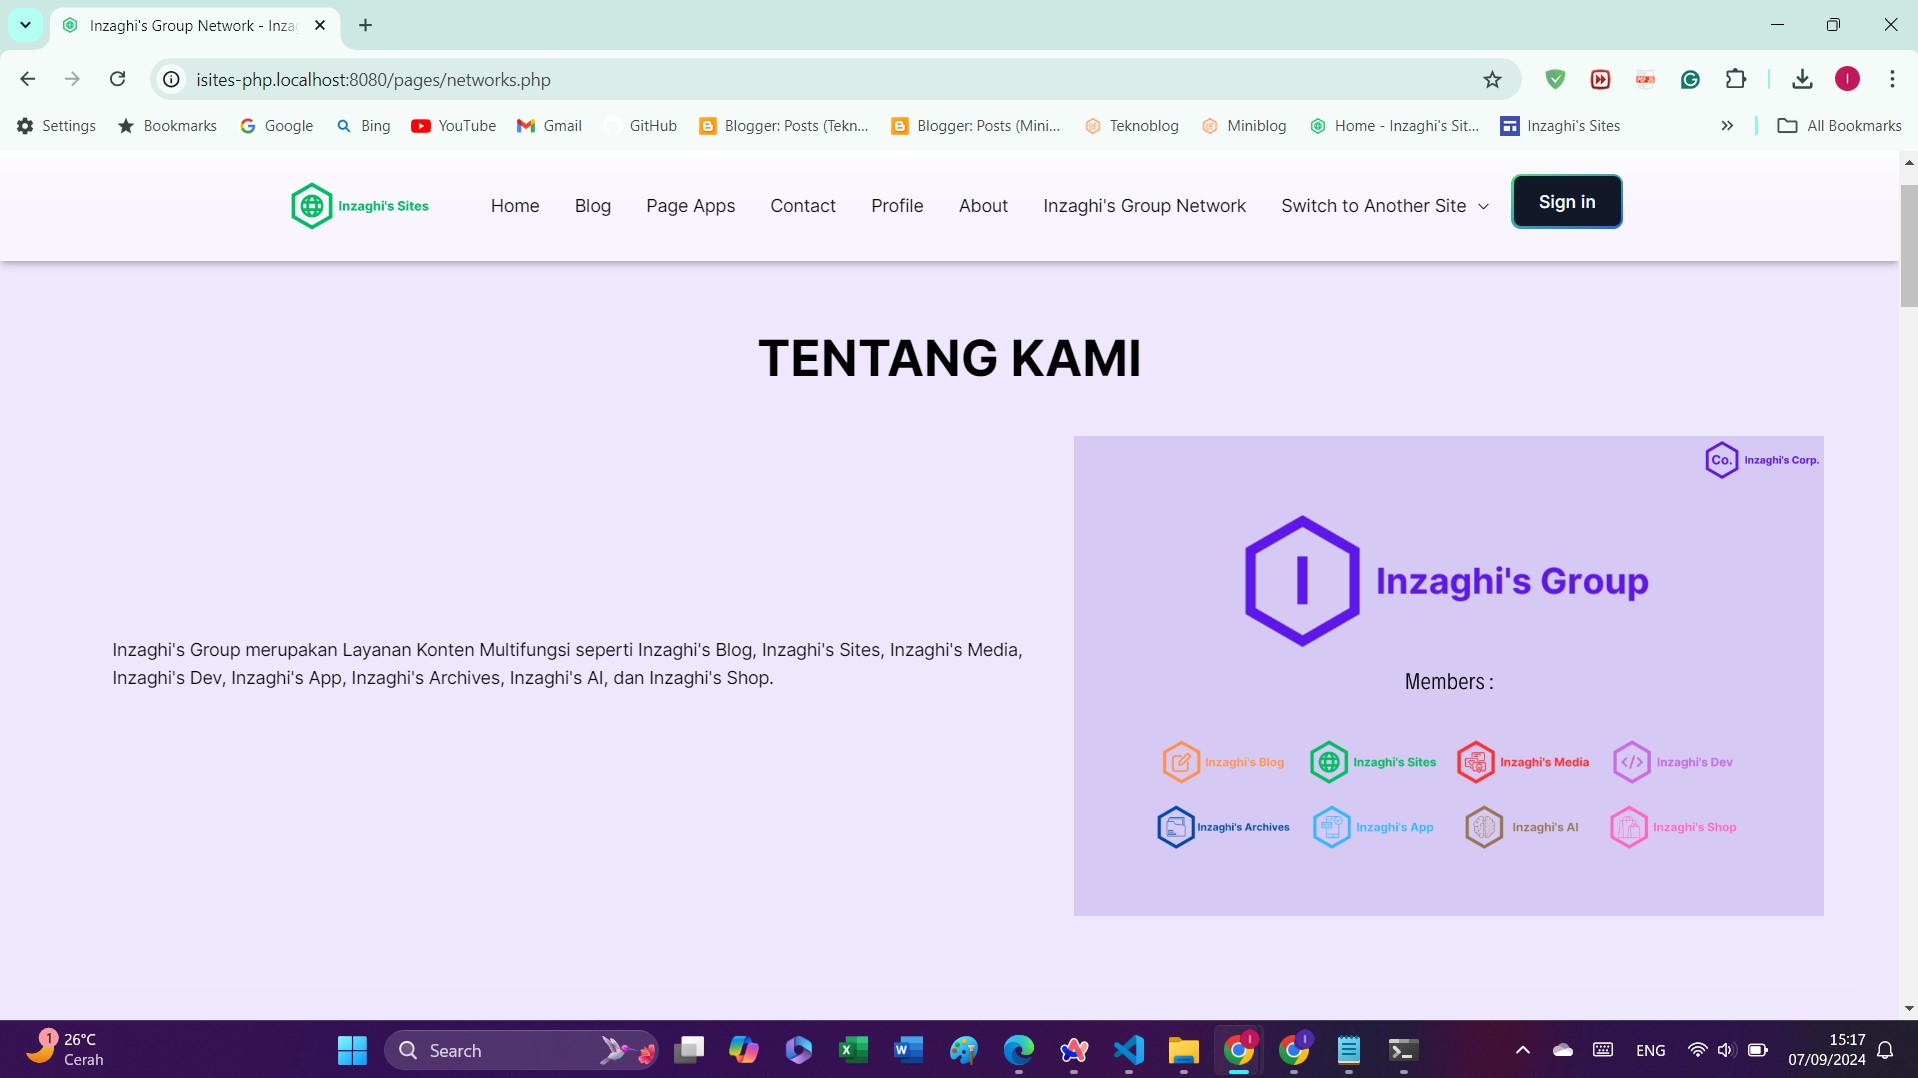 Inzaghi's Group Network - Inza
isites-php.localhost:8080/pages/networks.php
I
Settings
Bookmarks
Google
Bing
YouTube
Gmail
GitHub
Blogger: Posts (Tekn...
Blogger: Posts (Mini...
Teknoblog
Miniblog
Home - Inzaghi's Sit...
Inzaghi's Sites
All Bookmarks
Inzaghi's Sites
Home
Blog
Page Apps
Contact
Profile
About
Inzaghi's Group Network
Switch to Another Site
Sign in
TENTANG KAMI
Inzaghi's Group merupakan Layanan Konten Multifungsi seperti Inzaghi's Blog, Inzaghi's Sites, Inzaghi's Media,
Inzaghi's Dev, Inzaghi's App, Inzaghi's Archives, Inzaghi's AI, dan Inzaghi's Shop.
Co. Inzaghi's Corp.
I Inzaghi's Group
Members :
Inzaghi's Blog
Inzaghi's Sites
Inzaghi's Media
Inzaghi's Dev
Inzaghi's Archives
Inzaghi's App
Inzaghi's AI
Inzaghi's Shop
1
26°C
Cerah
Search
ENG
15:17
07/09/2024